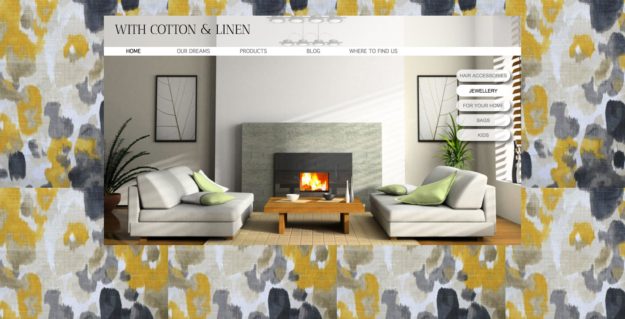 WITH COTTON & LINEN
HOME OUR DREAMS PRODUCTS BLOG WHERE TO FIND US
HAIR ACCESSORIES
JEWELLERY
FOR YOUR HOME
BAGS
KIDS